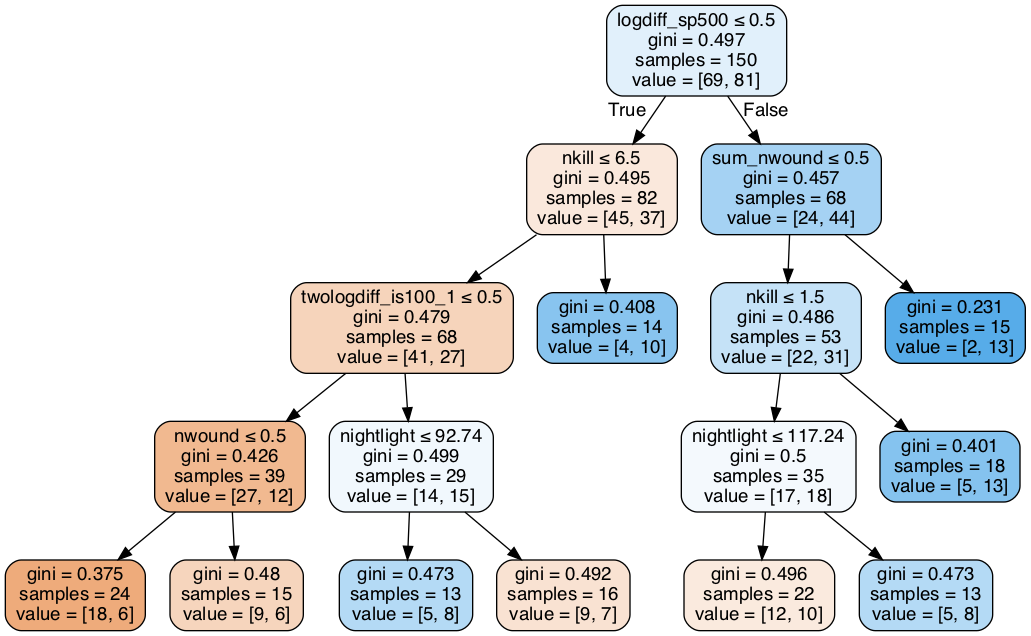 logdiff_sp500 ≤ 0.5
gini = 0.497
samples = 150
value = [69, 81]
True
False
nkill ≤ 6.5
gini = 0.495
samples = 82
value = [45, 37]
sum_nwound ≤ 0.5
gini = 0.457
samples = 68
value = [24, 44]
twologdiff_is100_1 ≤ 0.5
gini = 0.479
samples = 68
value = [41, 27]
gini = 0.408
samples = 14
value = [4, 10]
nkill ≤ 1.5
gini = 0.486
samples = 53
value = [22, 31]
gini = 0.231
samples = 15
value = [2, 13]
nwound ≤ 0.5
gini = 0.426
samples = 39
value = [27, 12]
nightlight ≤ 92.74
gini = 0.499
samples = 29
value = [14, 15]
nightlight ≤ 117.24
gini = 0.5
samples = 35
value = [17, 18]
gini = 0.401
samples = 18
value = [5, 13]
gini = 0.375
samples = 24
value = [18, 6]
gini = 0.48
samples = 15
value = [9, 6]
gini = 0.473
samples = 13
value = [5, 8]
gini = 0.492
samples = 16
value = [9, 7]
gini = 0.496
samples = 22
value = [12, 10]
gini = 0.473
samples = 13
value = [5, 8]